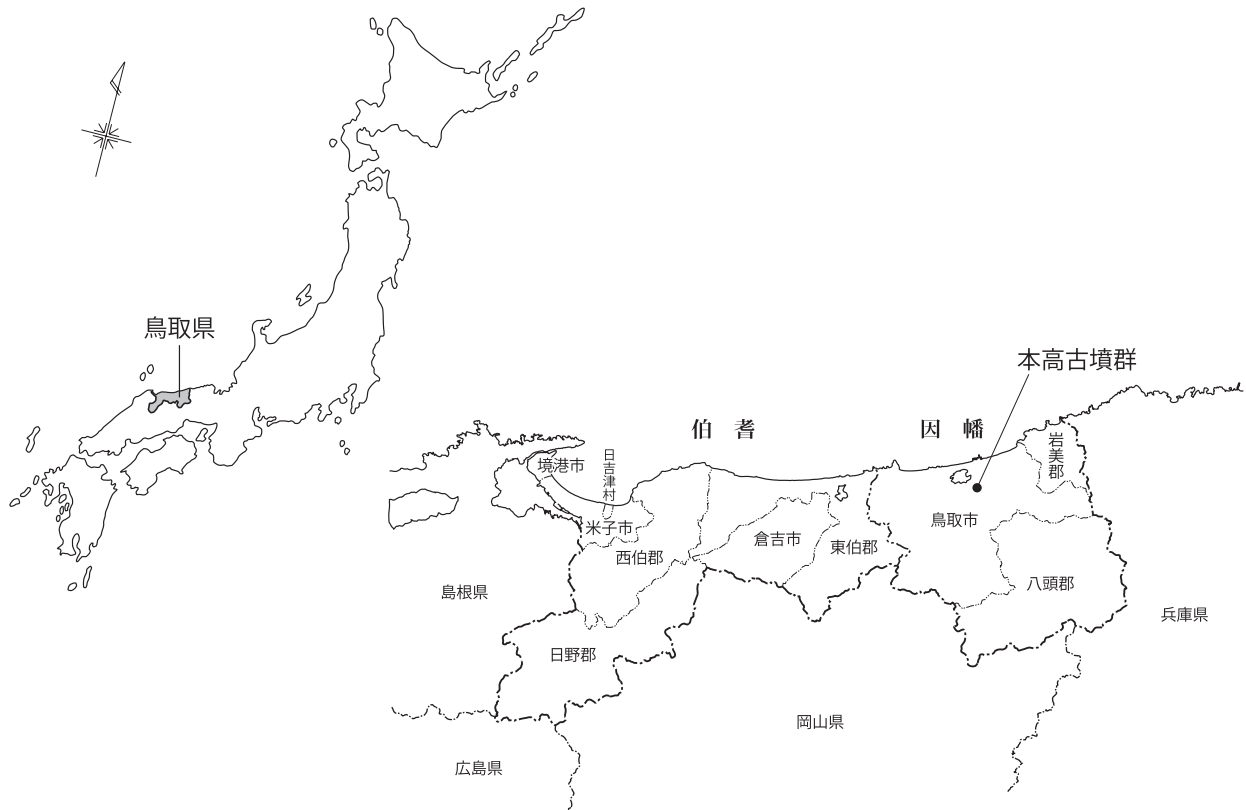 鳥取県
本高古墳群
伯耆
因幡
岩美郡
境港市
日吉津村
米子市
鳥取市
倉吉市
東伯郡
西伯郡
八頭郡
島根県
兵庫県
日野郡
岡山県
広島県